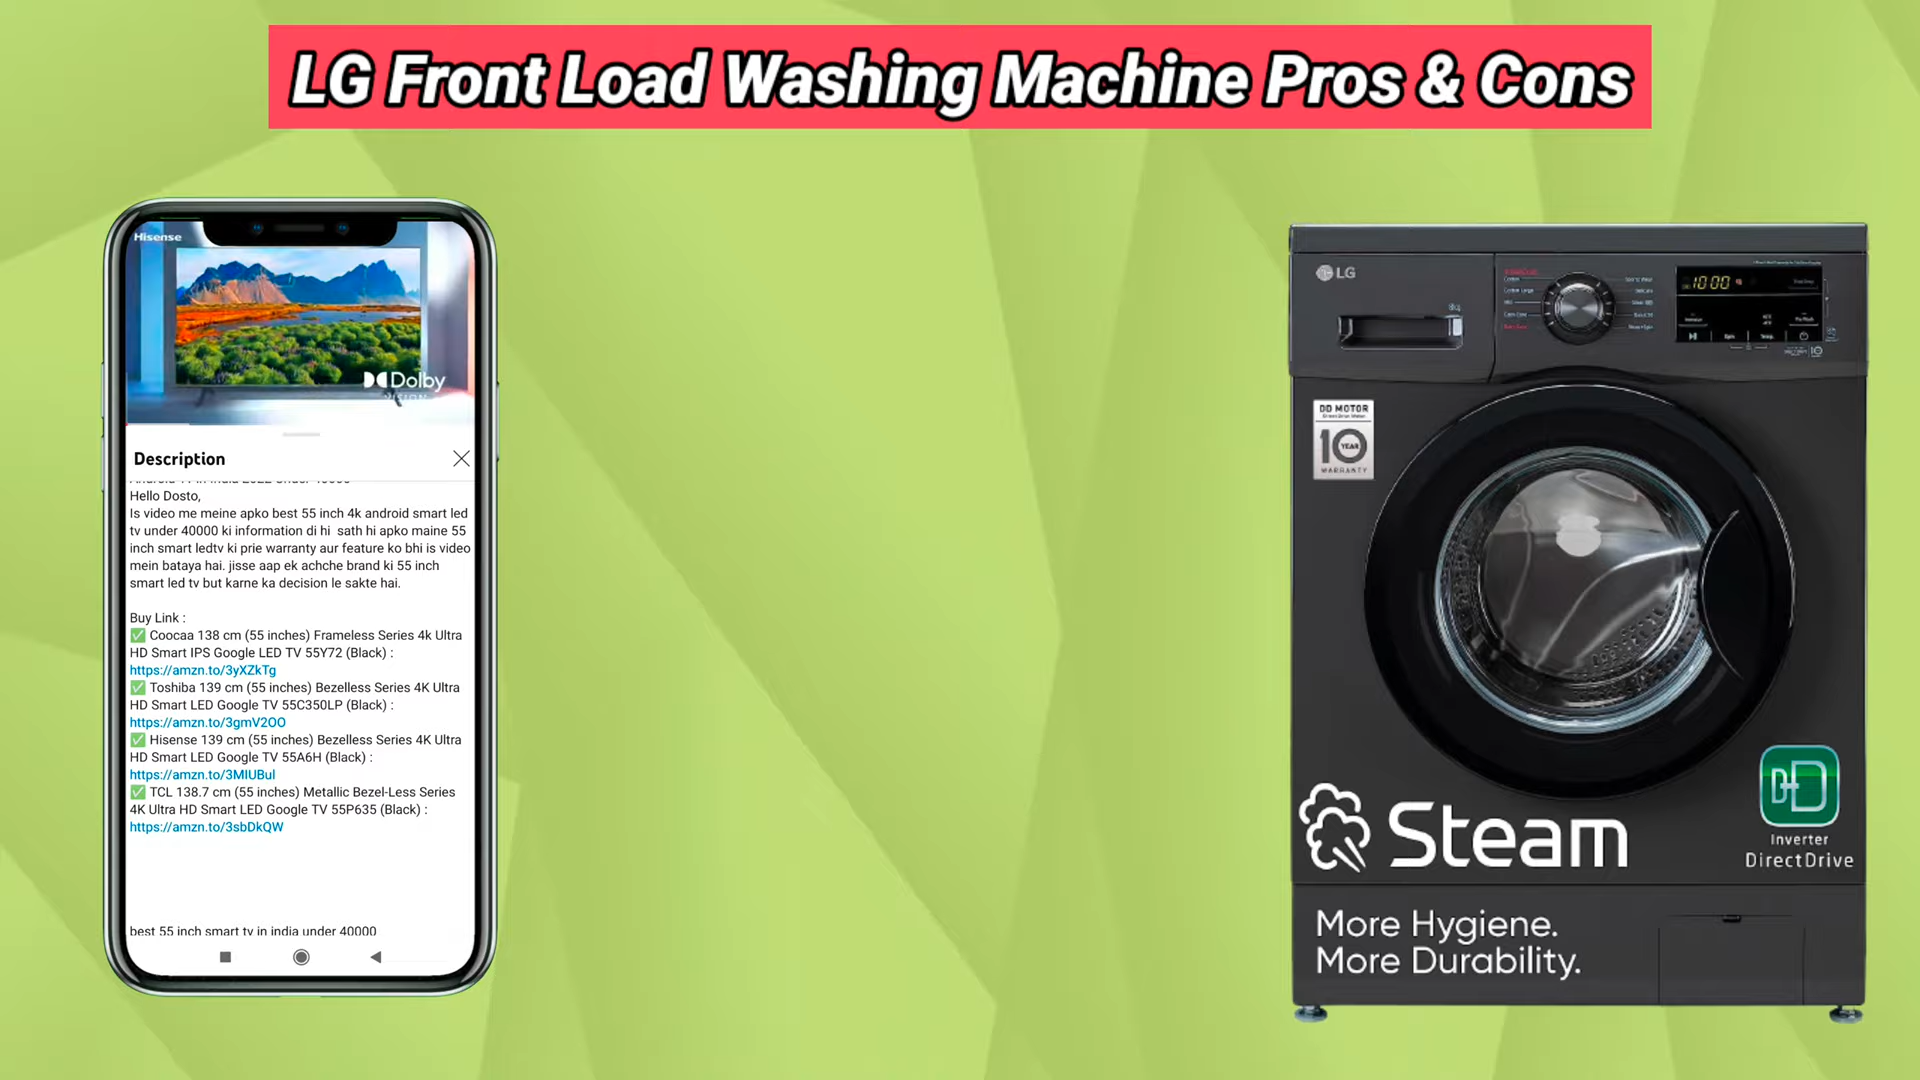 LG Front Load Washing Machine Pros & Cons
Hisense
Dolby
VISION
Description
Hello Dosto,
Is video me meine apko best 55 inch 4k android smart led
tv under 40000 ki information di hi sath hi apko maine 55
inch smart ledtv ki prie warranty aur feature ko bhi is video
mein bataya hai. jisse aap ek achche brand ki 55 inch
smart led tv but karne ka decision le sakte hai.
Buy Link :
✅ Coocaa 138 cm (55 inches) Frameless Series 4k Ultra
HD Smart IPS Google LED TV 55Y72 (Black) :
https://amzn.to/3yXZkTg
✅ Toshiba 139 cm (55 inches) Bezelless Series 4K Ultra
HD Smart LED Google TV 55C350LP (Black) :
https://amzn.to/3gmV2OO
✅ Hisense 139 cm (55 inches) Bezelless Series 4K Ultra
HD Smart LED Google TV 55A6H (Black) :
https://amzn.to/3MIUBul
✅ TCL 138.7 cm (55 inches) Metallic Bezel-Less Series
4K Ultra HD Smart LED Google TV 55P635 (Black) :
https://amzn.to/3sbDkQW
best 55 inch smart tv in india under 40000
LG
8kg
Cotton
10:00
Spin
Temp.
DD MOTOR
10 YEAR
WARRANTY
Steam
Inverter
DirectDrive
More Hygiene.
More Durability.